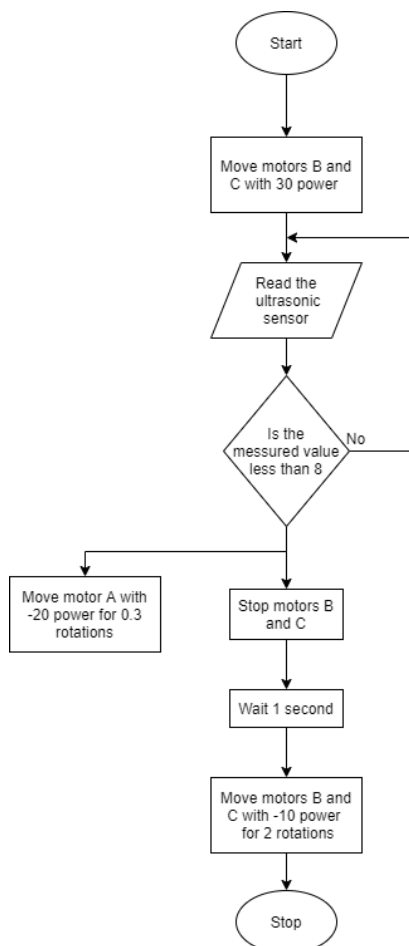 Start
Move motors B and
C with 30 power
Read the
ultrasonic
sensor
Is the
messured value
less than 8
No
Move motor A with
-20 power for 0.3
rotations
Stop motors B
and C
Wait 1 second
Move motors B and
C with -10 power
for 2 rotations
Stop